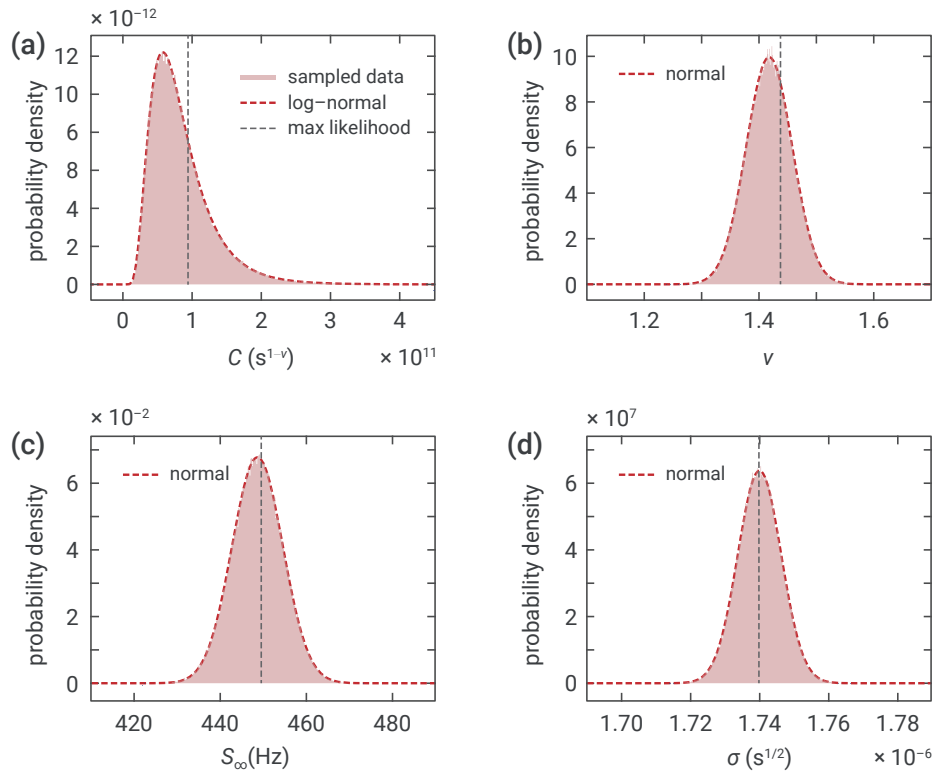 (a)
× 10⁻¹²
probability density
12
10
6
8
4
2
0
sampled data
log–normal
max likelihood
0 1 2 3 4
C (s¹⁻ᵛ)
× 10¹¹
(b)
probability density
10
8
6
4
2
0
normal
1.2 1.4 1.6
ν
(c)
× 10⁻²
probability density
6
4
2
0
normal
420 440 460 480
S∞(Hz)
(d)
× 10⁷
probability density
6
4
2
0
normal
1.70 1.72 1.74 1.76 1.78
σ (s¹ᐟ²)
× 10⁻⁶